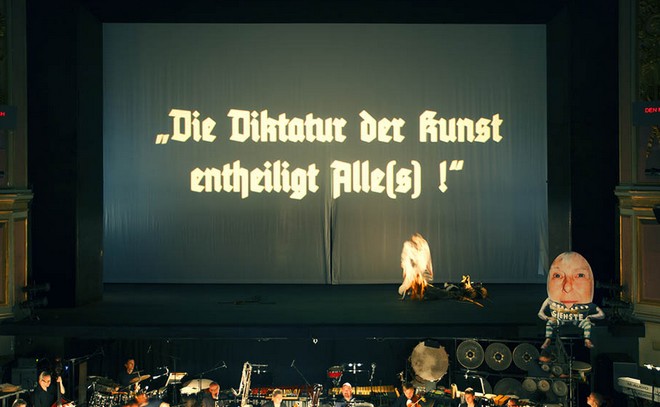 „Die Diktatur der Kunst
entheiligt Alle(s) !“